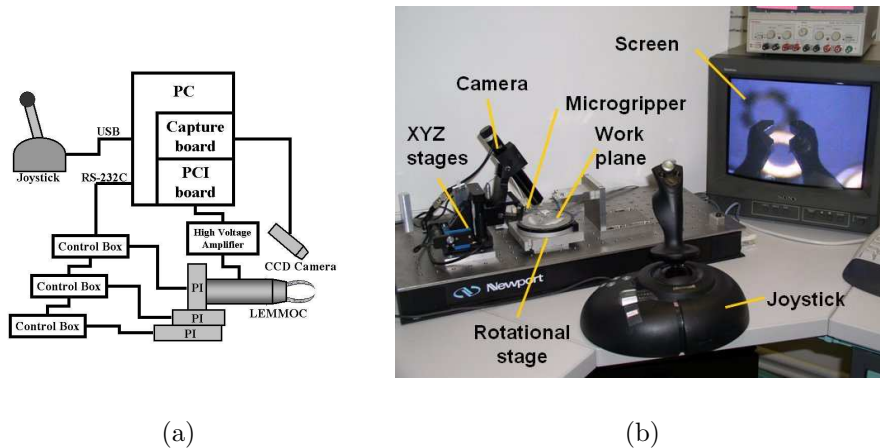 PC
USB
Capture
board
PCI
board
Joystick
RS-232C
High Voltage
Amplifier
Control Box
CCD Camera
Control Box
PI
LEMMOC
Control Box
PI
PI
(a)
Screen
Camera
Microgripper
XYZ
stages
Work
plane
Newport
Joystick
Rotational
stage
SONY
(b)